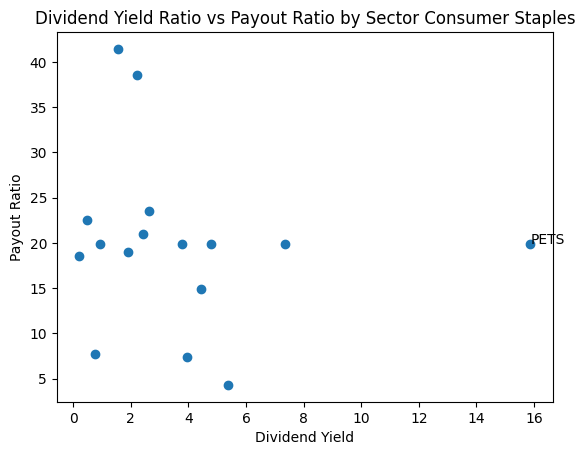 Dividend Yield Ratio vs Payout Ratio by Sector Consumer Staples
40
35
30
25
20
15
10
5
Payout Ratio
PETS
0 2 4 6 8 10 12 14 16
Dividend Yield